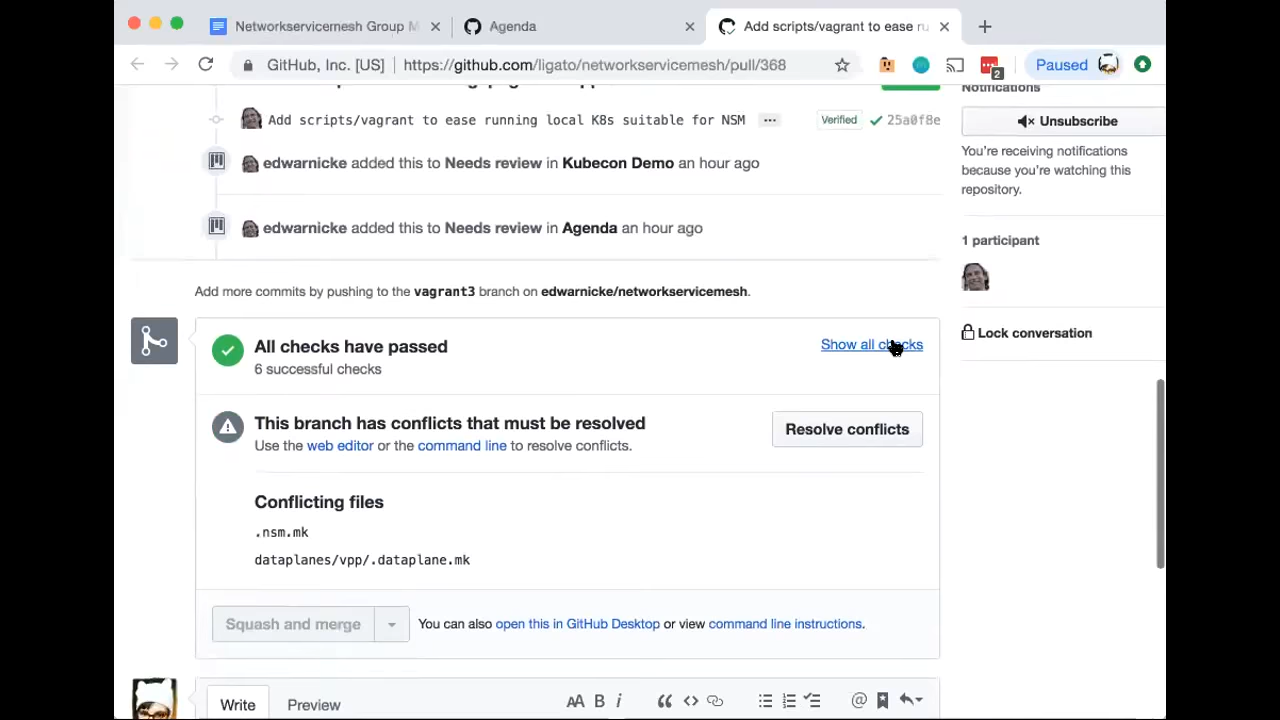 Networkservicemesh Group M
Agenda
Add scripts/vagrant to ease ru
GitHub, Inc. [US] | https://github.com/ligato/networkservicemesh/pull/368
2
Paused
Notifications
Add scripts/vagrant to ease running local K8s suitable for NSM ... Verified 25a0f8e
Unsubscribe
You're receiving notifications
because you're watching this
repository.
edwarnicke added this to Needs review in Kubecon Demo an hour ago
edwarnicke added this to Needs review in Agenda an hour ago
1 participant
Add more commits by pushing to the vagrant3 branch on edwarnicke/networkservicemesh.
Lock conversation
All checks have passed
Show all checks
6 successful checks
This branch has conflicts that must be resolved
Use the web editor or the command line to resolve conflicts.
Resolve conflicts
Conflicting files
.nsm.mk
dataplanes/vpp/.dataplane.mk
Squash and merge
You can also open this in GitHub Desktop or view command line instructions.
Write
Preview
AA B i